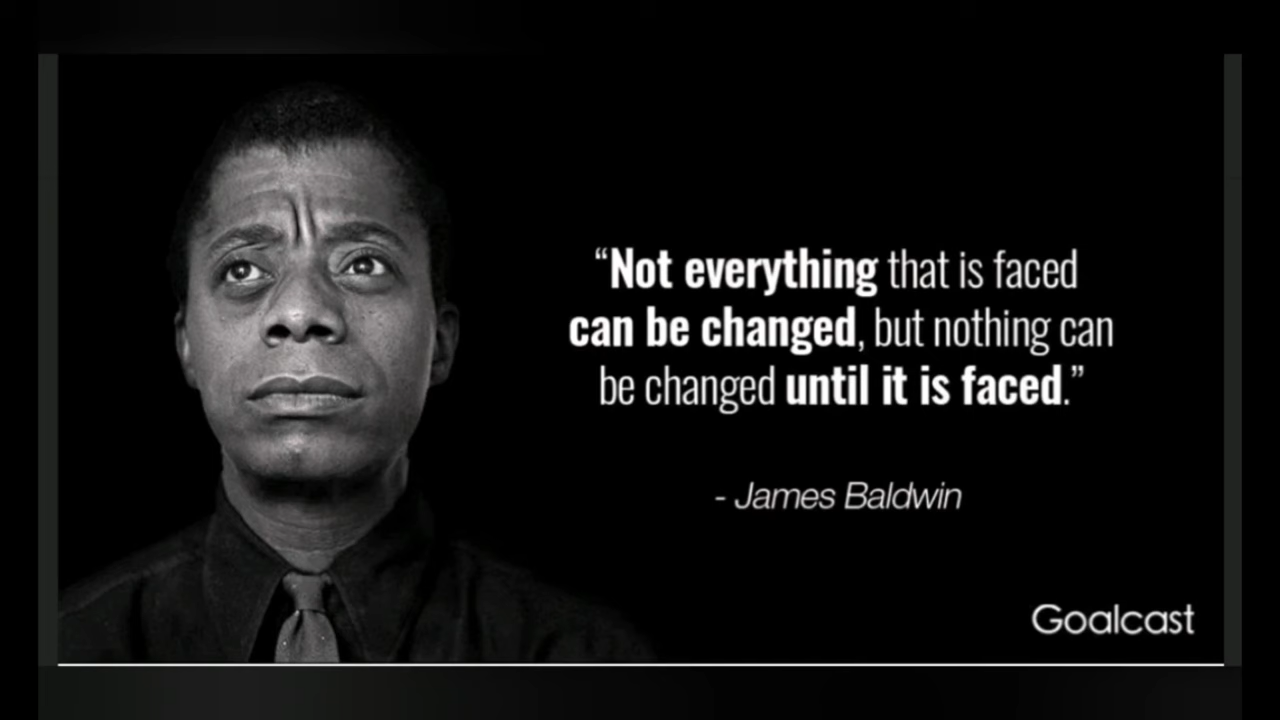 “Not everything that is faced
can be changed, but nothing can
be changed until it is faced.”
- James Baldwin
Goalcast